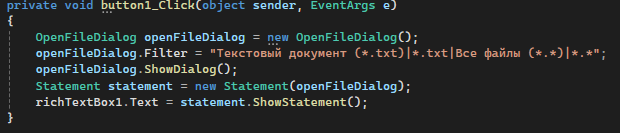 private void button1_Click(object sender, EventArgs e)
{
OpenFileDialog openFileDialog = new OpenFileDialog();
openFileDialog.Filter = "Текстовый документ (*.txt)|*.txt|Все файлы (*.*)|*.*";
openFileDialog.ShowDialog();
Statement statement = new Statement(openFileDialog);
richTextBox1.Text = statement.ShowStatement();
}